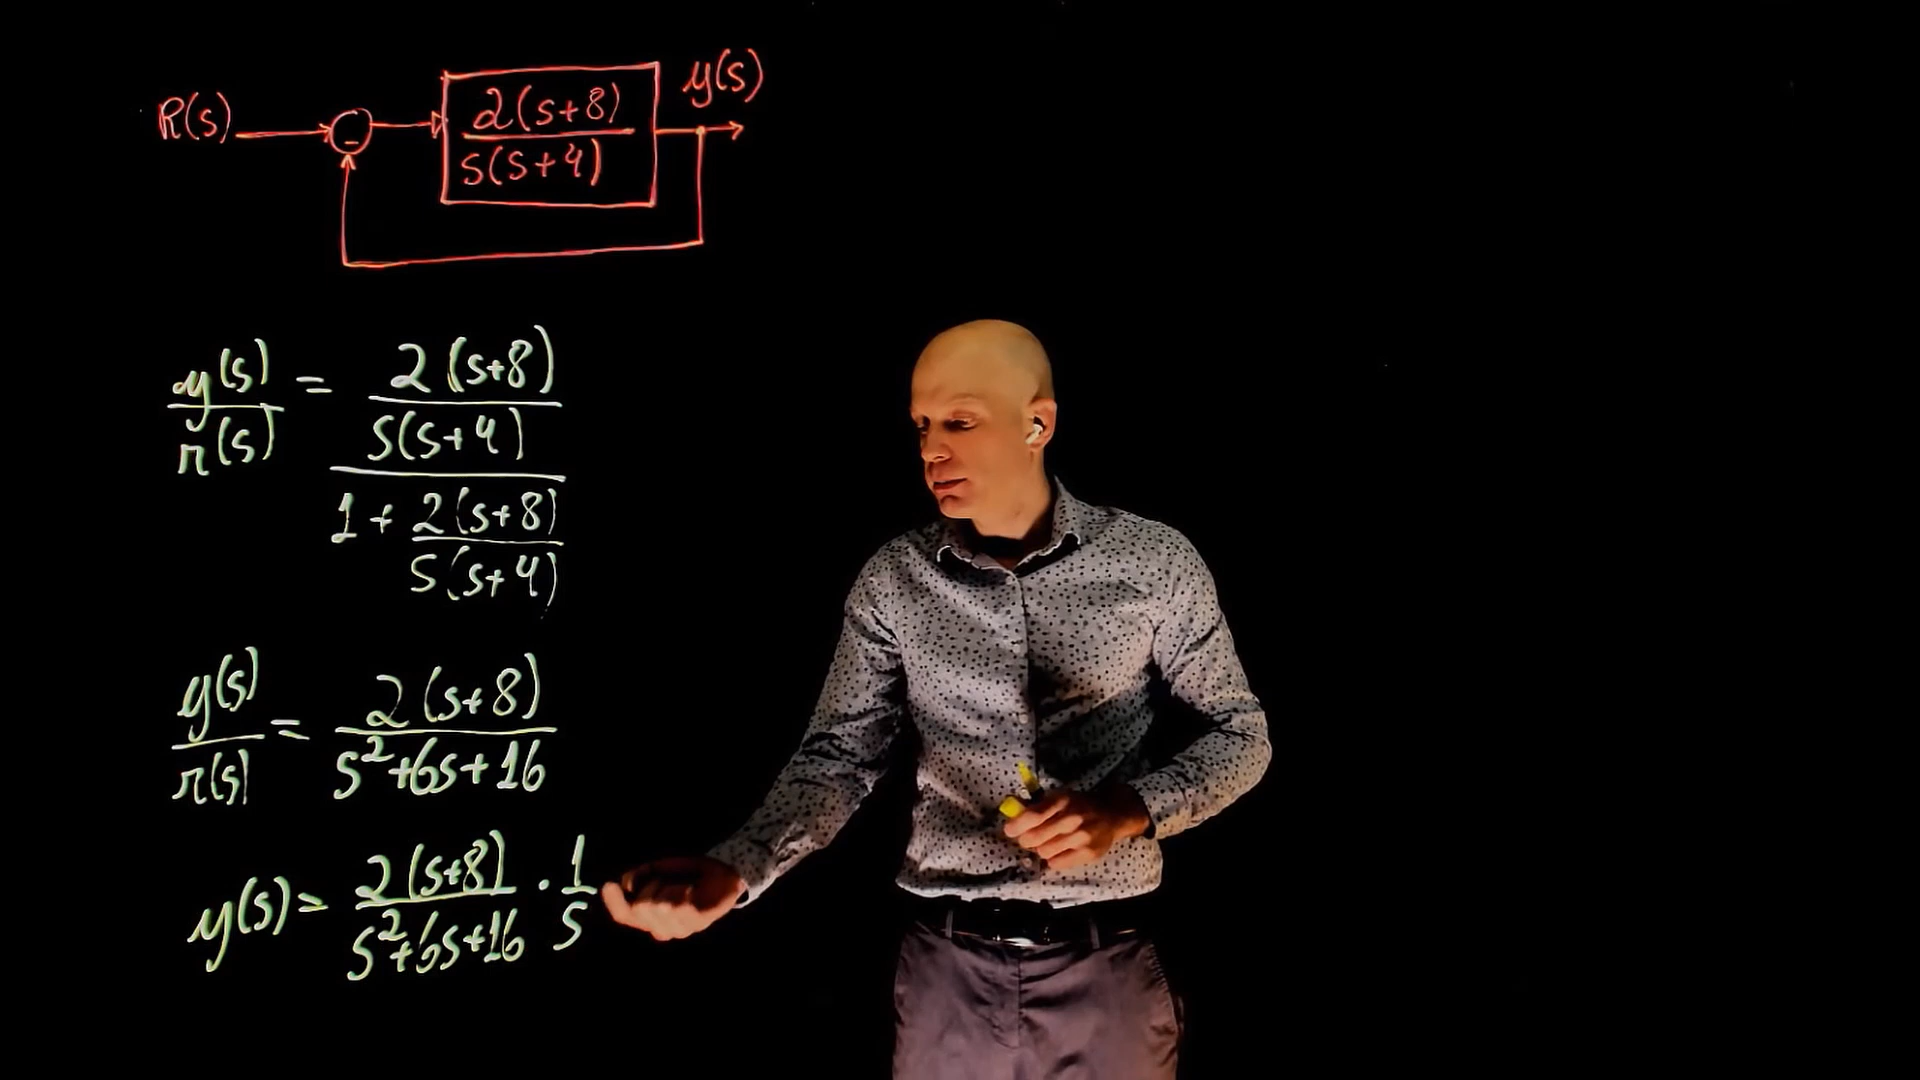 R(s) - 2(s+8) / s(s+4) y(s)
y(s) / r(s) = 2(s+8) / s(s+4) / 1 + 2(s+8) / s(s+4)
y(s) / r(s) = 2(s+8) / s²+6s+16
y(s) = 2(s+8) / s²+6s+16 · 1 / s